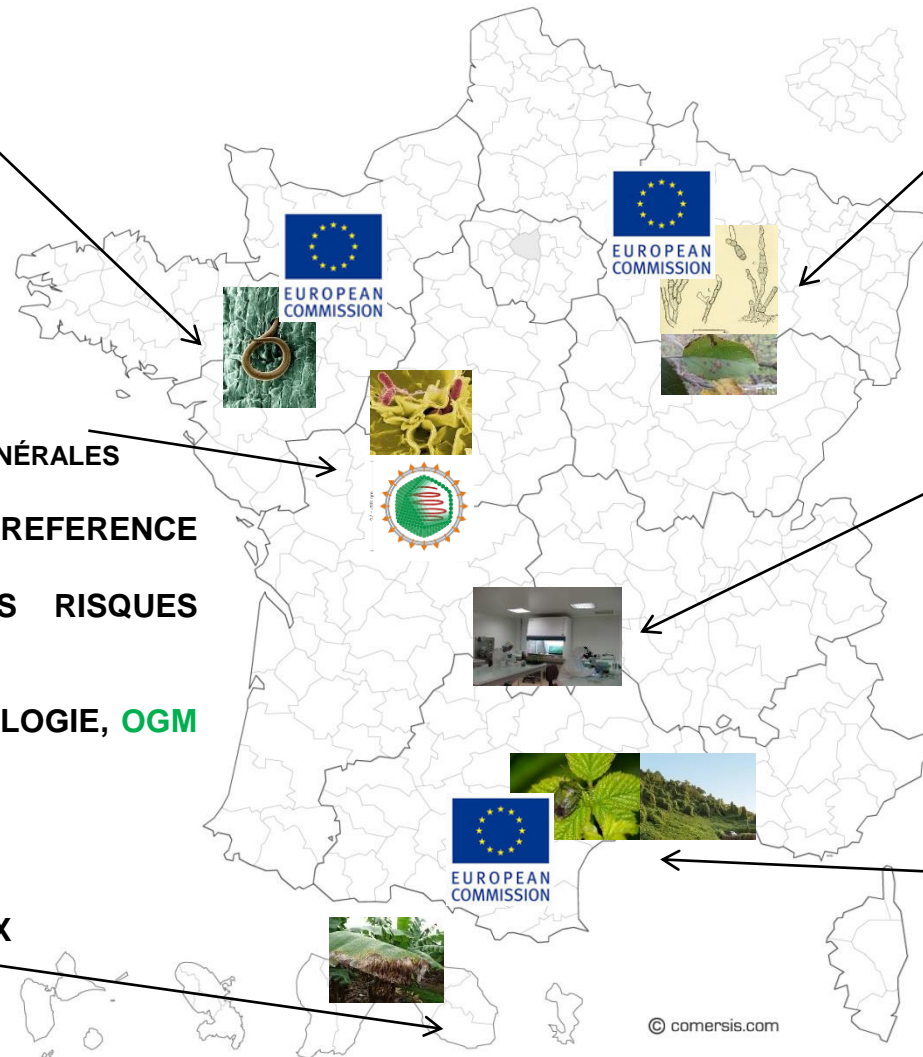 EUROPEAN
COMMISSION
EUROPEAN
COMMISSION
NÉRALES
REFERENCE
S RISQUES
LOGIE, OGM
EUROPEAN
COMMISSION
X
© comersis.com